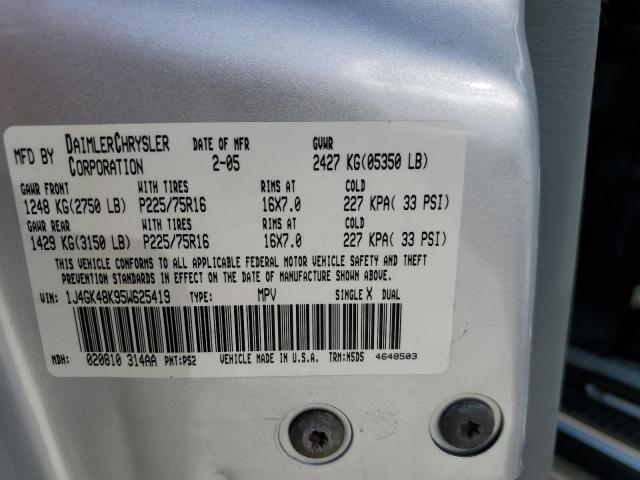 MFD BY DAIMLERCHRYSLER CORPORATION DATE OF MFR 2-05 GVWR 2427 KG(05350 LB)
GAWR FRONT WITH TIRES RIMS AT COLD
1248 KG(2750 LB) P225/75R16 16X7.0 227 KPA( 33 PSI)
GAWR REAR WITH TIRES RIMS AT COLD
1429 KG(3150 LB) P225/75R16 16X7.0 227 KPA( 33 PSI)
THIS VEHICLE CONFORMS TO ALL APPLICABLE FEDERAL MOTOR VEHICLE SAFETY AND THEFT
PREVENTION STANDARDS IN EFFECT ON THE DATE OF MANUFACTURE SHOWN ABOVE.
VIN: 1J4GK48K95W625419 TYPE: MPV SINGLE X DUAL
MDH: 020810 314AA PNT:PS2 VEHICLE MADE IN U.S.A. TRM:N5D5 4648503